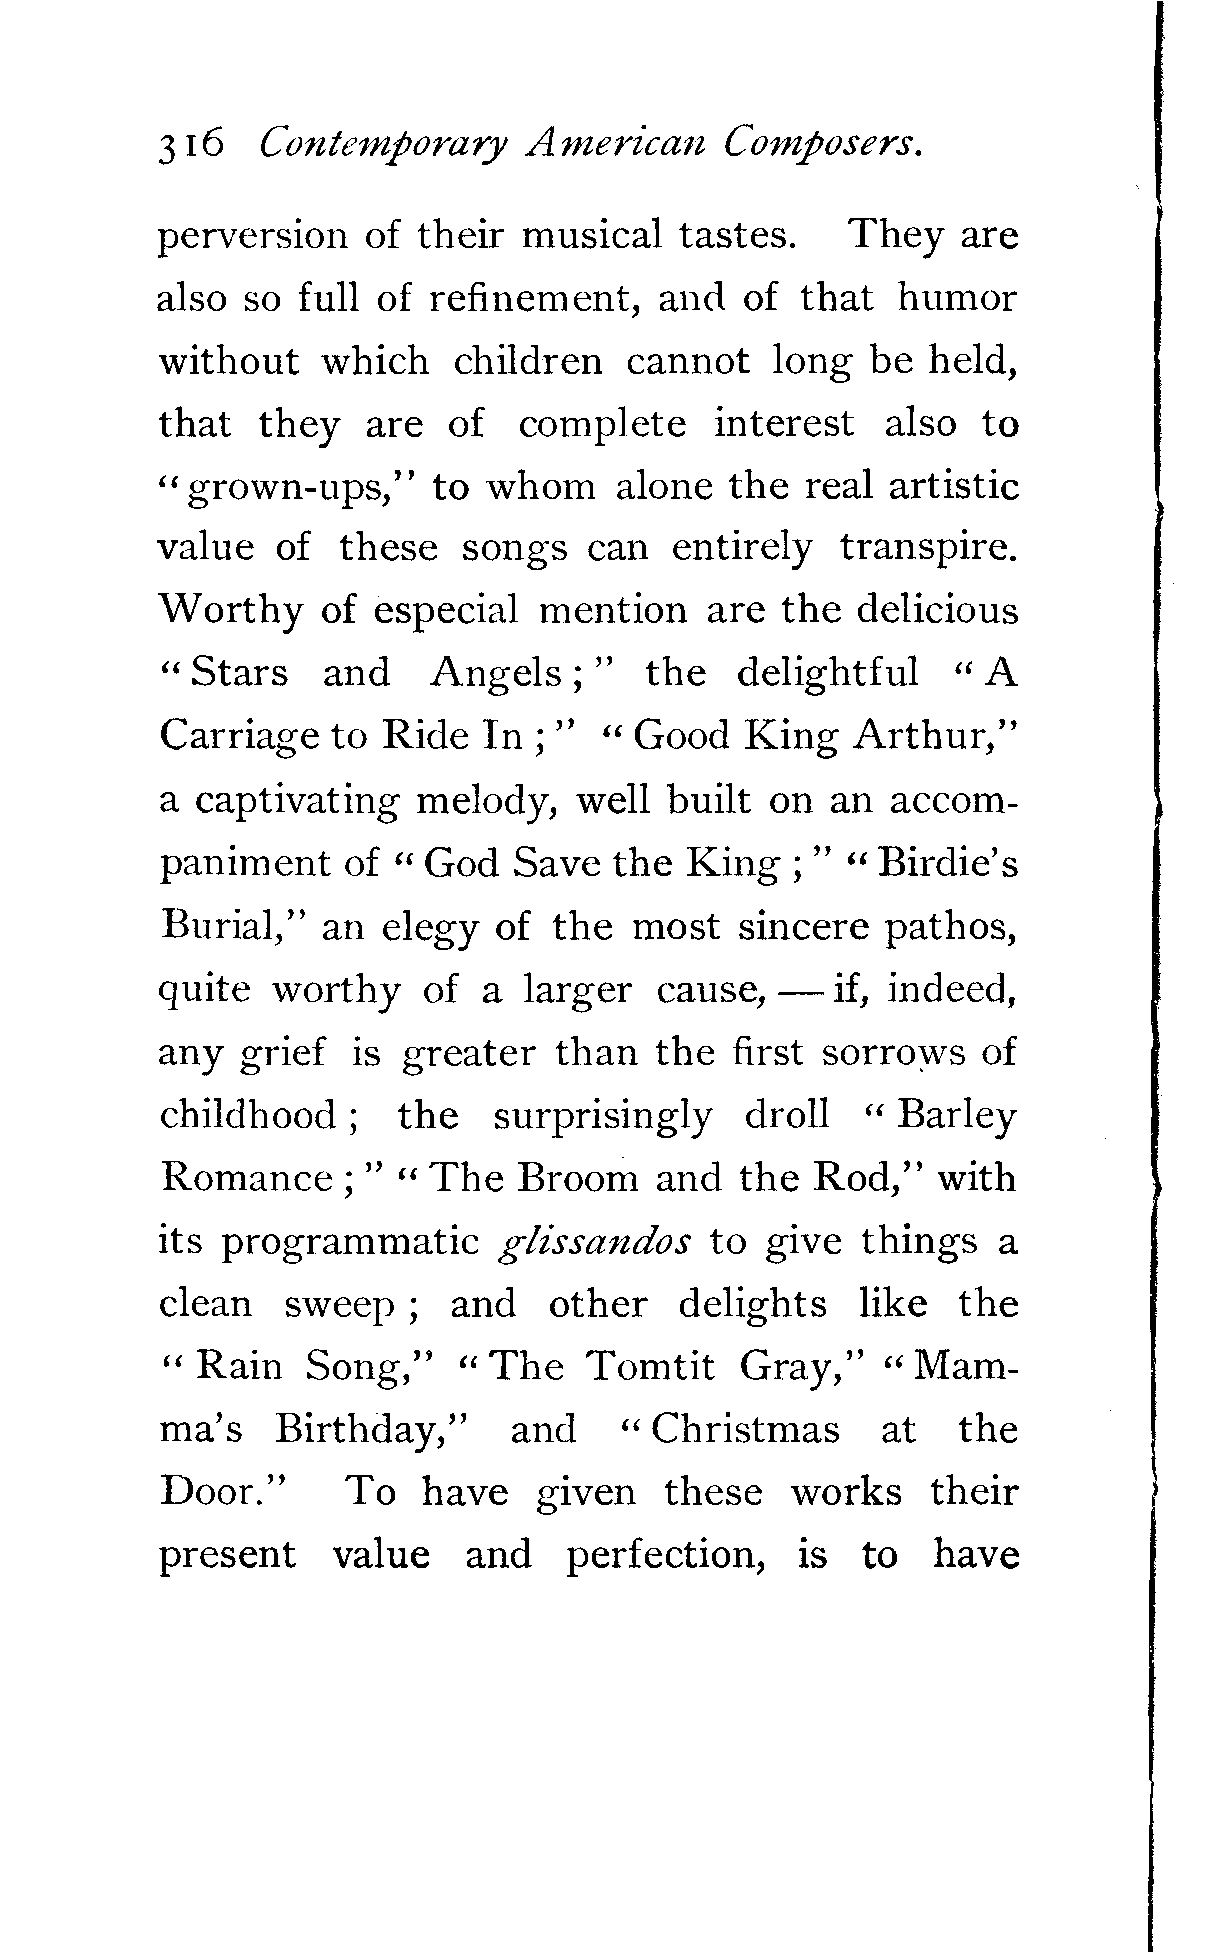 316 Contemporary American Composers.
perversion of their musical tastes. They are
also so full of refinement, and of that humor
without which children cannot long be held,
that they are of complete interest also to
“grown-ups,” to whom alone the real artistic
value of these songs can entirely transpire.
Worthy of especial mention are the delicious
“Stars and Angels;” the delightful “A
Carriage to Ride In;” “Good King Arthur,”
a captivating melody, well built on an accom-
paniment of “God Save the King;” “Birdie’s
Burial,” an elegy of the most sincere pathos,
quite worthy of a larger cause, — if, indeed,
any grief is greater than the first sorrows of
childhood; the surprisingly droll “Barley
Romance;” “The Broom and the Rod,” with
its programmatic glissandos to give things a
clean sweep; and other delights like the
“Rain Song,” “The Tomtit Gray,” “Mam-
ma’s Birthday,” and “Christmas at the
Door.” To have given these works their
present value and perfection, is to have